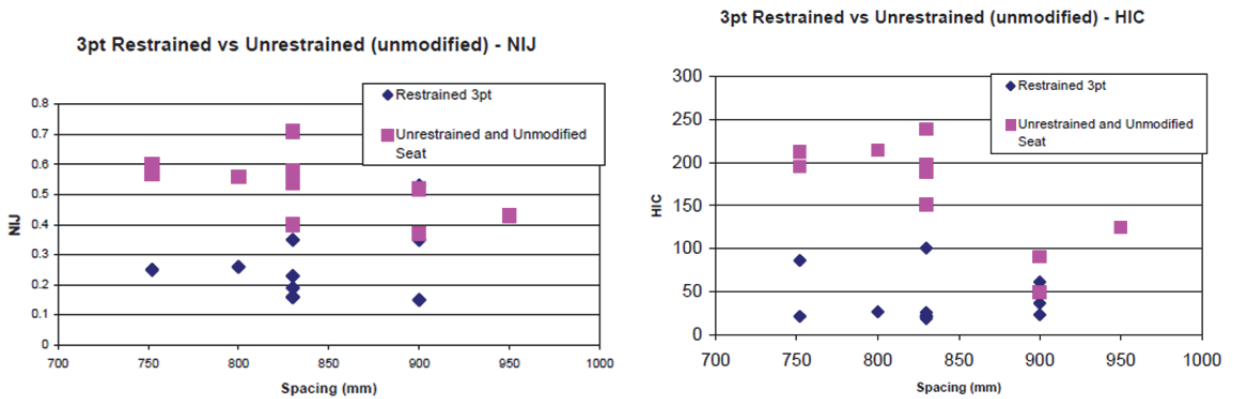 3pt Restrained vs Unrestrained (unmodified) - NIJ
Restrained 3pt
Unrestrained and Unmodified
Seat
0.8
0.7
0.6
0.5
0.4
0.3
0.2
0.1
0
NIJ
700
750
800
850
900
950
1000
Spacing (mm)
3pt Restrained vs Unrestrained (unmodified) - HIC
Restrained 3pt
Unrestrained and Unmodified
Seat
300
250
200
150
100
50
0
HIC
700
750
800
850
900
950
1000
Spacing (mm)